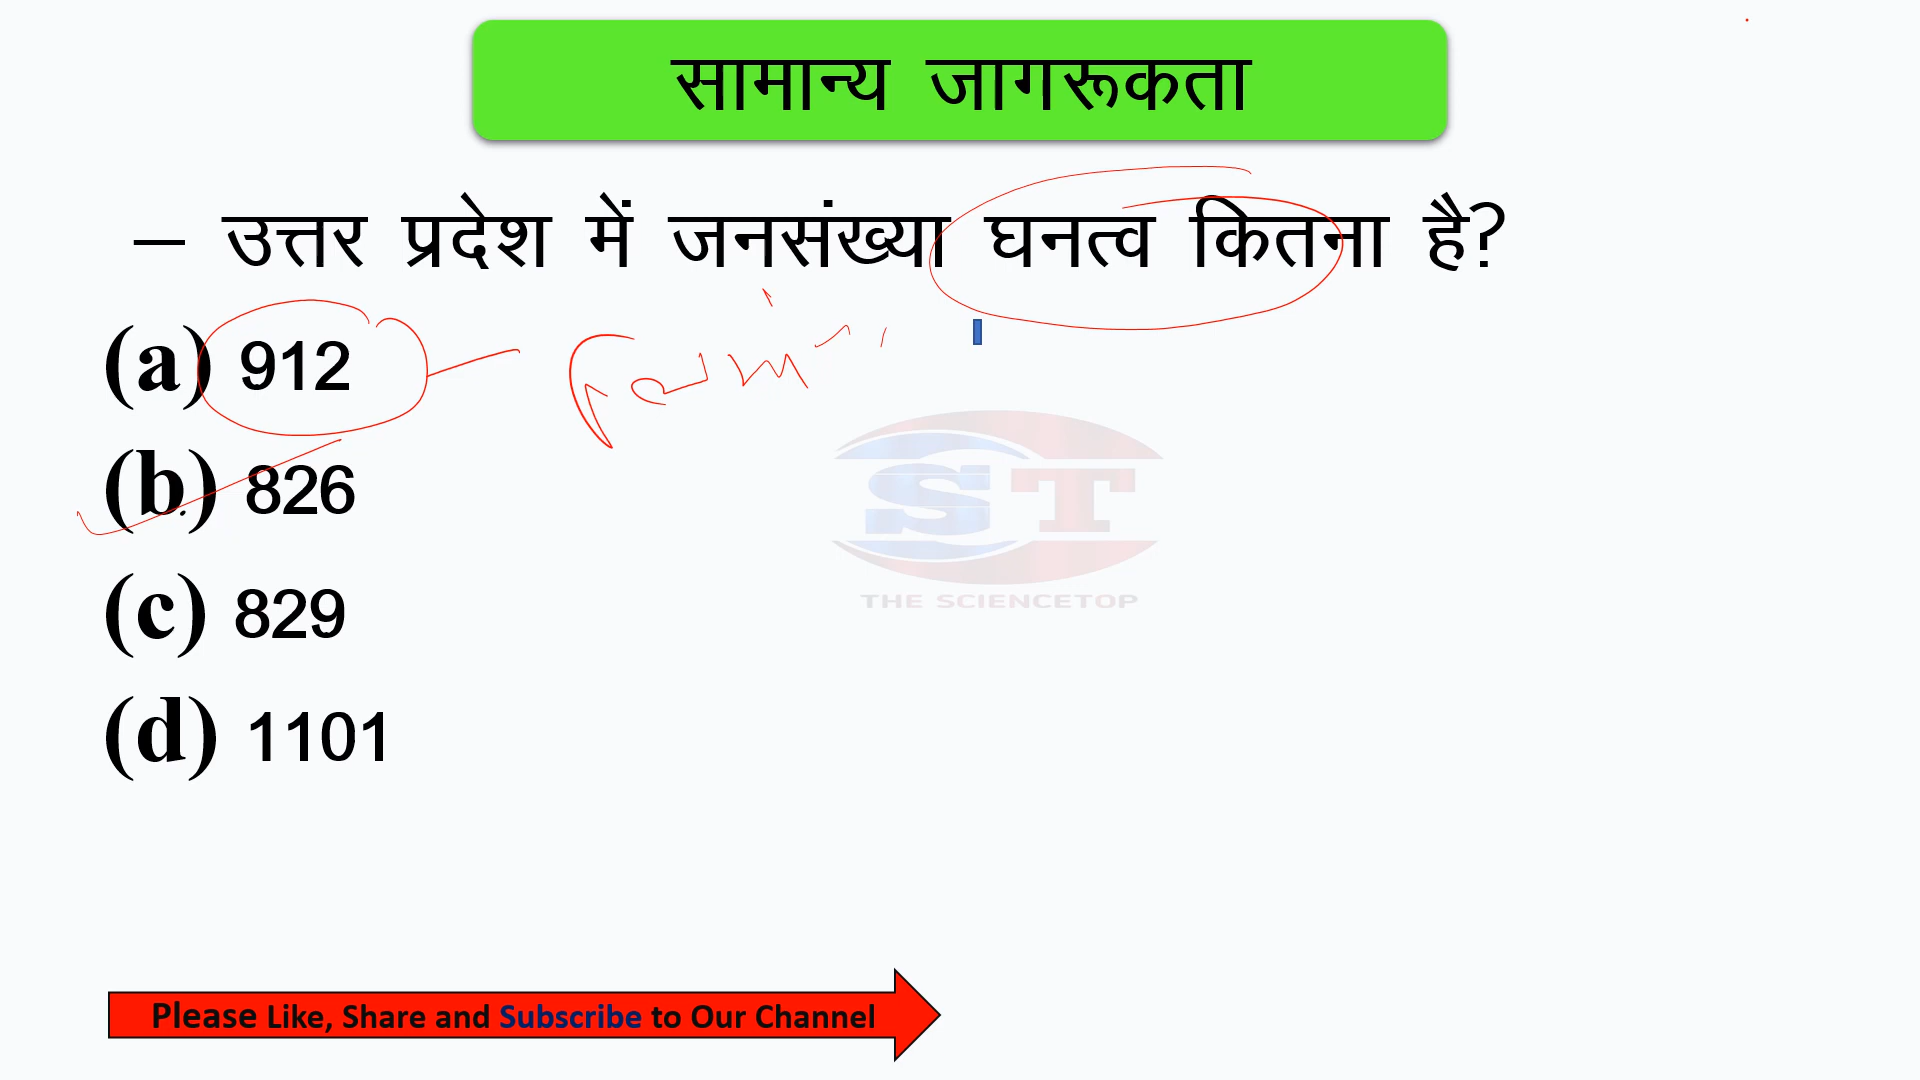 सामान्य जागरूकता
– उत्तर प्रदेश में जनसंख्या घनत्व कितना है?
(a) 912
(b) 826
(c) 829
(d) 1101
ST
THE SCIENCETOP
Please Like, Share and Subscribe to Our Channel